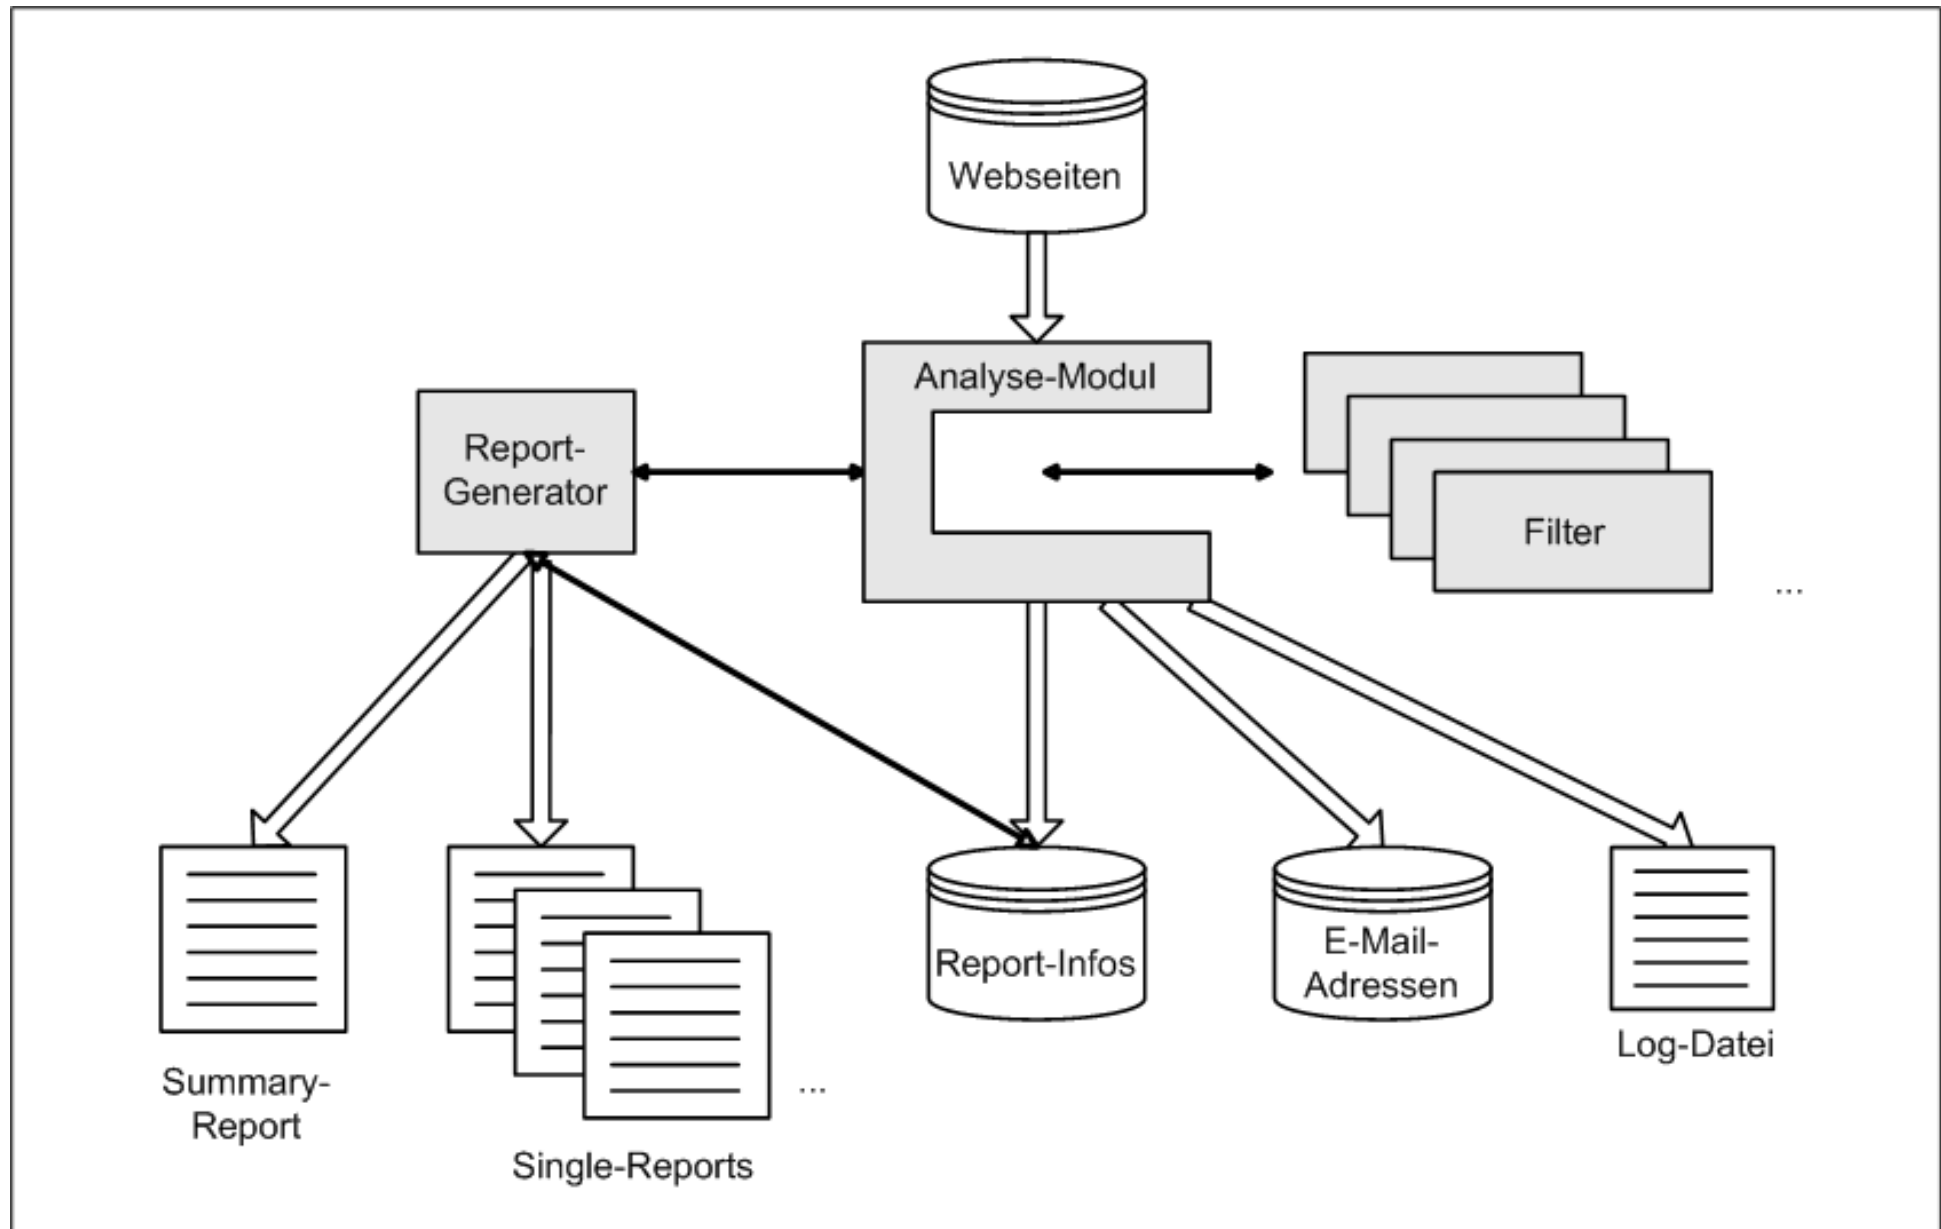 Webseiten
Analyse-Modul
Report-
Generator
Filter
...
Report-Infos
E-Mail-
Adressen
Log-Datei
Summary-
Report
...
Single-Reports